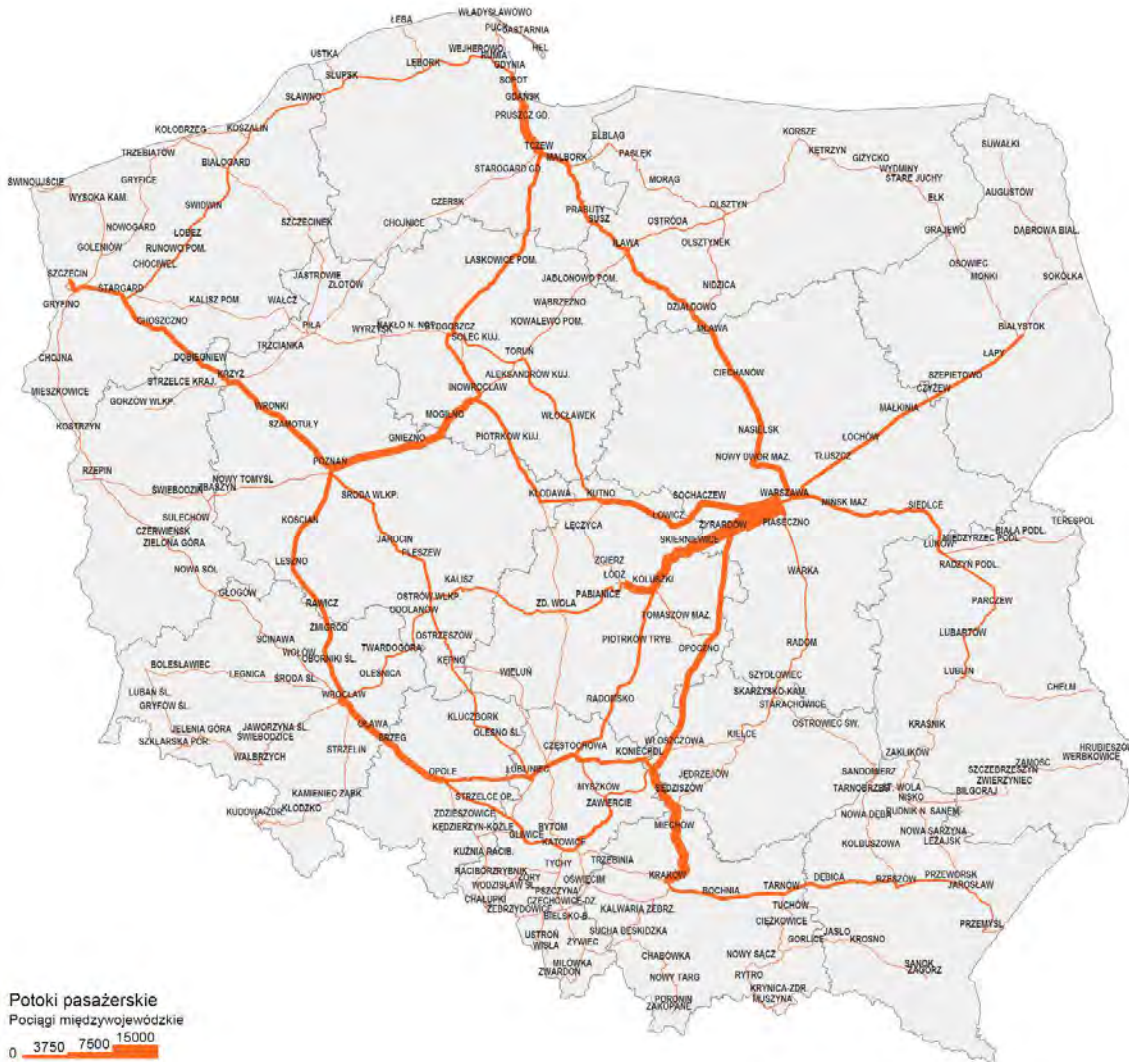 WŁADYSŁAWOWO
ŁEBA
PUCK
JASTARNIA
HEL
USTKA
WEJHEROWO
RUMIA
GDYNIA
LĘBORK
SŁUPSK
SOPOT
GDAŃSK
SŁAWNO
PRUSZCZ GD.
KOŁOBRZEG
KOSZALIN
ELBLĄG
KORSZE
TRZEBIATÓW
TCZEW
MALBORK
PASŁĘK
KĘTRZYN
GIŻYCKO
SUWAŁKI
BIAŁOGARD
STAROGARD GD.
WYDMINY
STARE JUCHY
ŚWINOUJŚCIE
GRYFICE
MORĄG
WYSOKA KAM.
ŚWIDWIN
CZERSK
PRABUTY
OLSZTYN
EŁK
AUGUSTÓW
NOWOGARD
SZCZECINEK
CHOJNICE
SUSZ
OSTRÓDA
GRAJEWO
DĄBROWA BIAL.
ŁOBEZ
GOLENIÓW
RUNOWO POM.
IŁAWA
OLSZTYNEK
CHOCIWEL
LASKOWICE POM.
OSOWIEC
SZCZECIN
JASTROWIE
JABŁONOWO POM.
NIDZICA
MOŃKI
SOKÓŁKA
STARGARD
ZŁOTÓW
GRYFINO
KALISZ POM.
WAŁCZ
WĄBRZEŹNO
DZIAŁDOWO
CHOSZCZNO
PIŁA
WYRZYSK
NAKŁO N. NOT.
BYDGOSZCZ
KOWALEWO POM.
MŁAWA
BIAŁYSTOK
SOLEC KUJ.
CHOJNA
TRZCIANKA
TORUŃ
ŁAPY
DOBIEGNIEW
ALEKSANDRÓW KUJ.
CIECHANÓW
SZEPIETOWO
MIESZKOWICE
STRZELCE KRAJ.
KRZYŻ
INOWROCŁAW
CZYŻEW
GORZÓW WLKP.
WRONKI
MOGILNO
WŁOCŁAWEK
MAŁKINIA
KOSTRZYN
SZAMOTUŁY
GNIEZNO
PIOTRKÓW KUJ.
NASIELSK
ŁOCHÓW
POZNAŃ
NOWY DWÓR MAZ.
TŁUSZCZ
RZEPIN
NOWY TOMYŚL
ŚWIEBODZIN
ZBĄSZYŃ
ŚRODA WLKP.
KŁODAWA
KUTNO
SOCHACZEW
WARSZAWA
MIŃSK MAZ.
SIEDLCE
SULECHÓW
KOŚCIAN
ŁĘCZYCA
ŁOWICZ
PIASECZNO
TERESPOL
CZERWIEŃSK
JAROCIN
ŻYRARDÓW
BIAŁA PODL.
ZIELONA GÓRA
PLESZEW
SKIERNIEWICE
ŁUKÓW
MIĘDZYRZEC PODL.
LESZNO
ZGIERZ
NOWA SÓL
KALISZ
ŁÓDŹ
KOLUSZKI
WARKA
RADZYŃ PODL.
GŁOGÓW
RAWICZ
OSTRÓW WLKP.
PABIANICE
ODOLANÓW
ZD. WOLA
TOMASZÓW MAZ.
PARCZEW
ŻMIGRÓD
ŚCINAWA
OSTRZESZÓW
PIOTRKÓW TRYB.
RADOM
LUBARTÓW
WOŁÓW
OBORNIKI ŚL.
TWARDOGÓRA
OPOCZNO
BOLESŁAWIEC
KĘPNO
WIELUŃ
LUBLIN
LEGNICA
OLEŚNICA
SZYDŁOWIEC
ŚRODA ŚL.
WROCŁAW
RADOMSKO
SKARŻYSKO-KAM.
CHEŁM
LUBAŃ ŚL.
STARACHOWICE
GRYFÓW ŚL.
KLUCZBORK
OSTROWIEC ŚW.
KRAŚNIK
JELENIA GÓRA
JAWORZYNA ŚL.
OŁAWA
OLESNO ŚL.
KIELCE
ŚWIEBODZICE
BRZEG
WŁOSZCZOWA
SZKLARSKA POR.
STRZELIN
CZĘSTOCHOWA
KONIECPOL
ZAKLIKÓW
HRUBIESZÓW
WAŁBRZYCH
WERBKOWICE
OPOLE
LUBLINIEC
JĘDRZEJÓW
SANDOMIERZ
ZAMOŚĆ
SZCZEBRZESZYN
MYSZKÓW
SĘDZISZÓW
TARNOBRZEG
ST. WOLA
ZWIERZYNIEC
KAMIENIEC ZĄBK.
STRZELCE OP.
ZAWIERCIE
NISKO
BIŁGORAJ
KŁODZKO
ZDZIESZOWICE
RUDNIK N. SANEM
KUDOWA-ZDR.
NOWA DĘBA
KĘDZIERZYN-KOŹLE
GLIWICE
BYTOM
MIECHÓW
NOWA SARZYNA
KATOWICE
KOLBUSZOWA
LEŻAJSK
KUŹNIA RACIB.
TYCHY
TRZEBINIA
RACIBÓRZ
RYBNIK
OŚWIĘCIM
KRAKÓW
DĘBICA
RZESZÓW
PRZEWORSK
ŻORY
WODZISŁAW ŚL.
PSZCZYNA
BOCHNIA
TARNÓW
JAROSŁAW
CHAŁUPKI
CZECHOWICE-DZ.
TUCHÓW
ZEBRZYDOWICE
KALWARIA ZEBRZ.
BIELSKO-B.
CIĘŻKOWICE
PRZEMYŚL
USTROŃ
SUCHA BESKIDZKA
JASŁO
WISŁA
ŻYWIEC
GORLICE
KROSNO
CHABÓWKA
NOWY SĄCZ
MILÓWKA
SANOK
ZWARDOŃ
NOWY TARG
RYTRO
ZAGÓRZ
KRYNICA-ZDR.
PORONIN
MUSZYNA
ZAKOPANE
Potoki pasażerskie
Pociągi międzywojewódzkie
0 3750 7500 15000